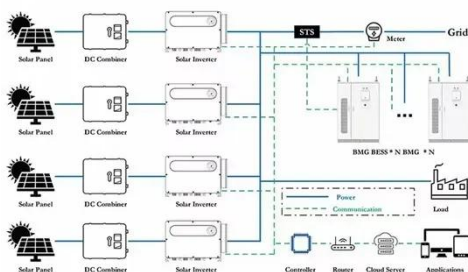 STS
Meter
Grid
Solar Panel
DC Combiner
Solar Inverter
Solar Panel
DC Combiner
Solar Inverter
BMG BESS * N BMG * N
Solar Panel
DC Combiner
Solar Inverter
Power
Communication
Load
Solar Panel
DC Combiner
Solar Inverter
Controller
Router
Cloud Server
Applications